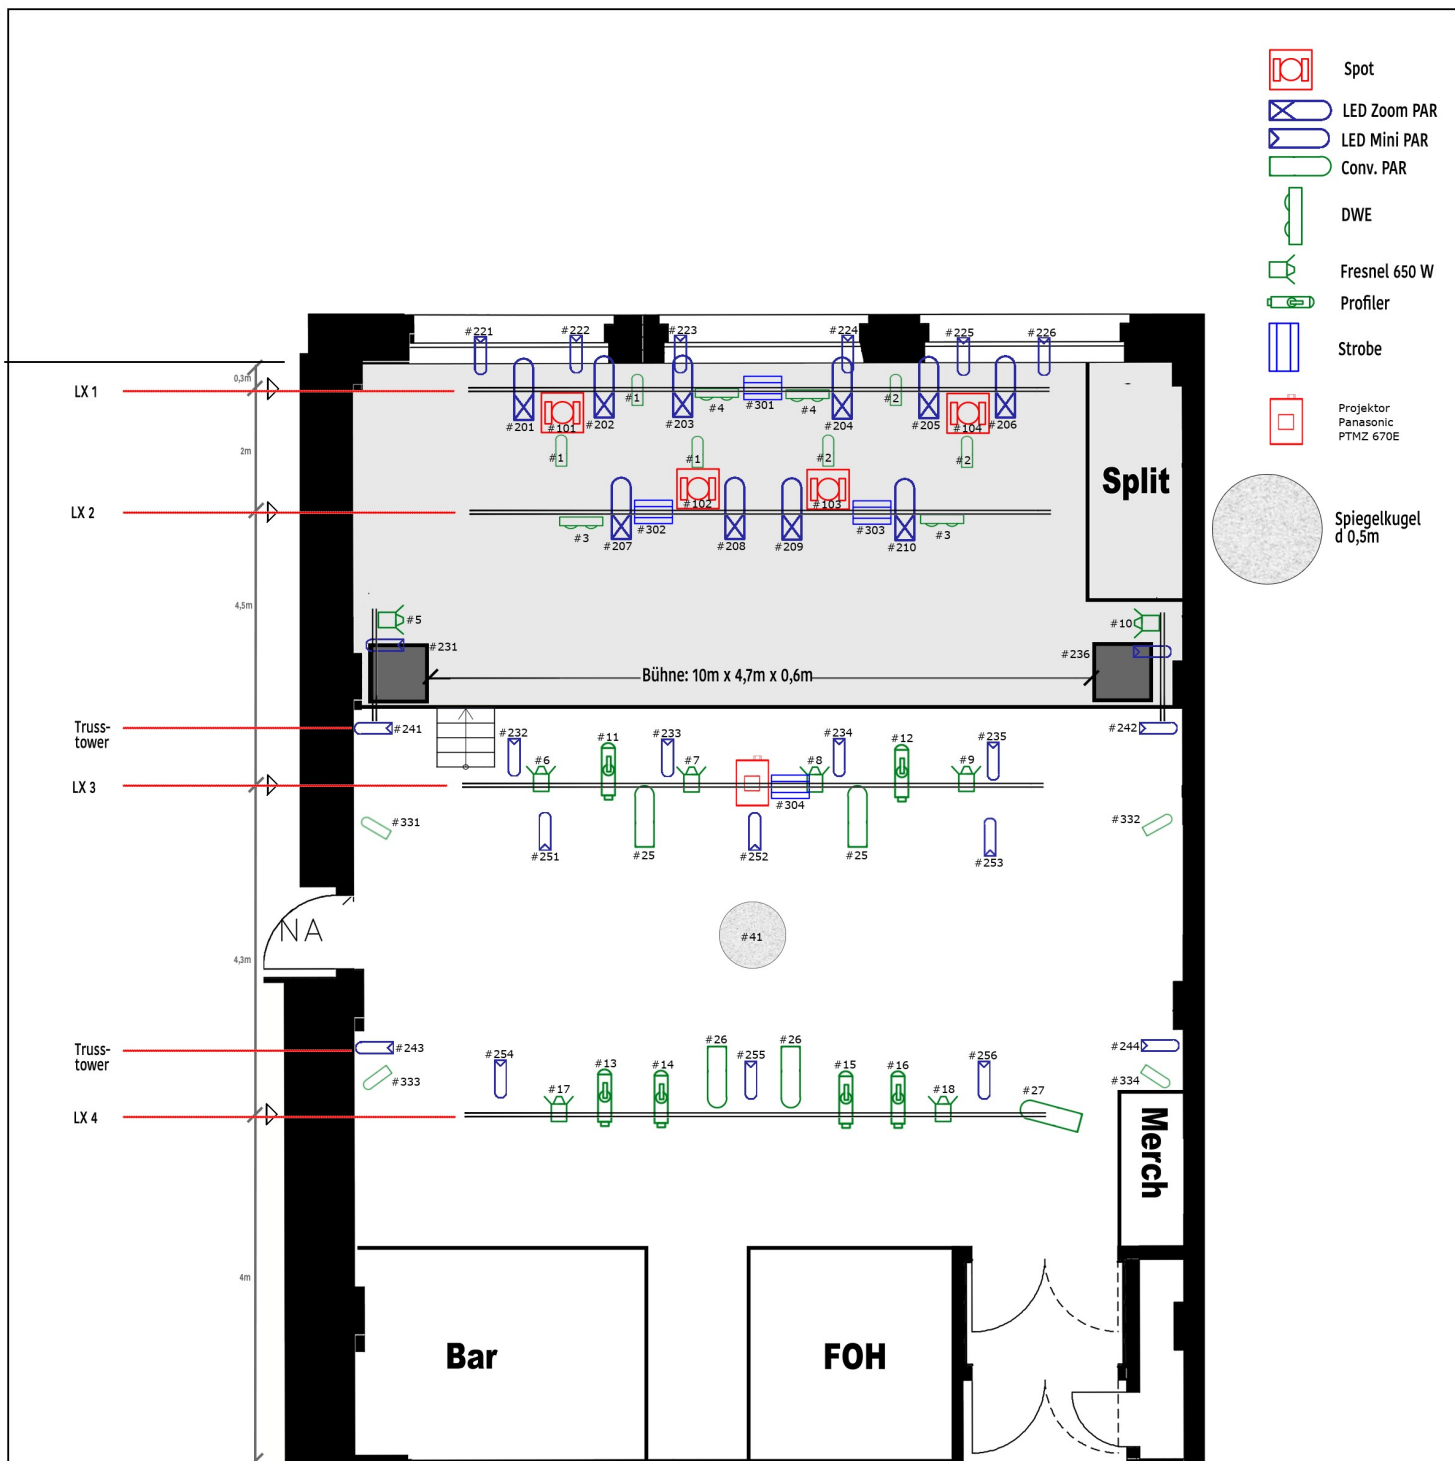 Spot
LED Zoom PAR
LED Mini PAR
Conv. PAR
DWE
Fresnel 650 W
Profiler
Strobe
Projektor
Panasonic
PTMZ 670E
Spiegelkugel
d 0,5m
#221
#222
#223
#224
#225
#226
0,3m
LX 1
#1
#4
#301
#4
#2
#201
#101
#202
#203
#204
#205
#104
#206
2m
#1
#1
#2
#2
Split
LX 2
#102
#103
#3
#207
#302
#208
#209
#303
#210
#3
4,5m
#5
#10
#231
#236
Bühne: 10m x 4,7m x 0,6m
Truss-
tower
#241
#242
#232
#11
#233
#234
#12
#235
#6
#7
#8
#9
LX 3
#304
#331
#332
#251
#25
#252
#25
#253
NA
#41
4,3m
Truss-
tower
#243
#244
#254
#13
#14
#26
#255
#26
#15
#16
#256
#333
#334
#17
#18
#27
LX 4
Merch
4m
Bar
FOH